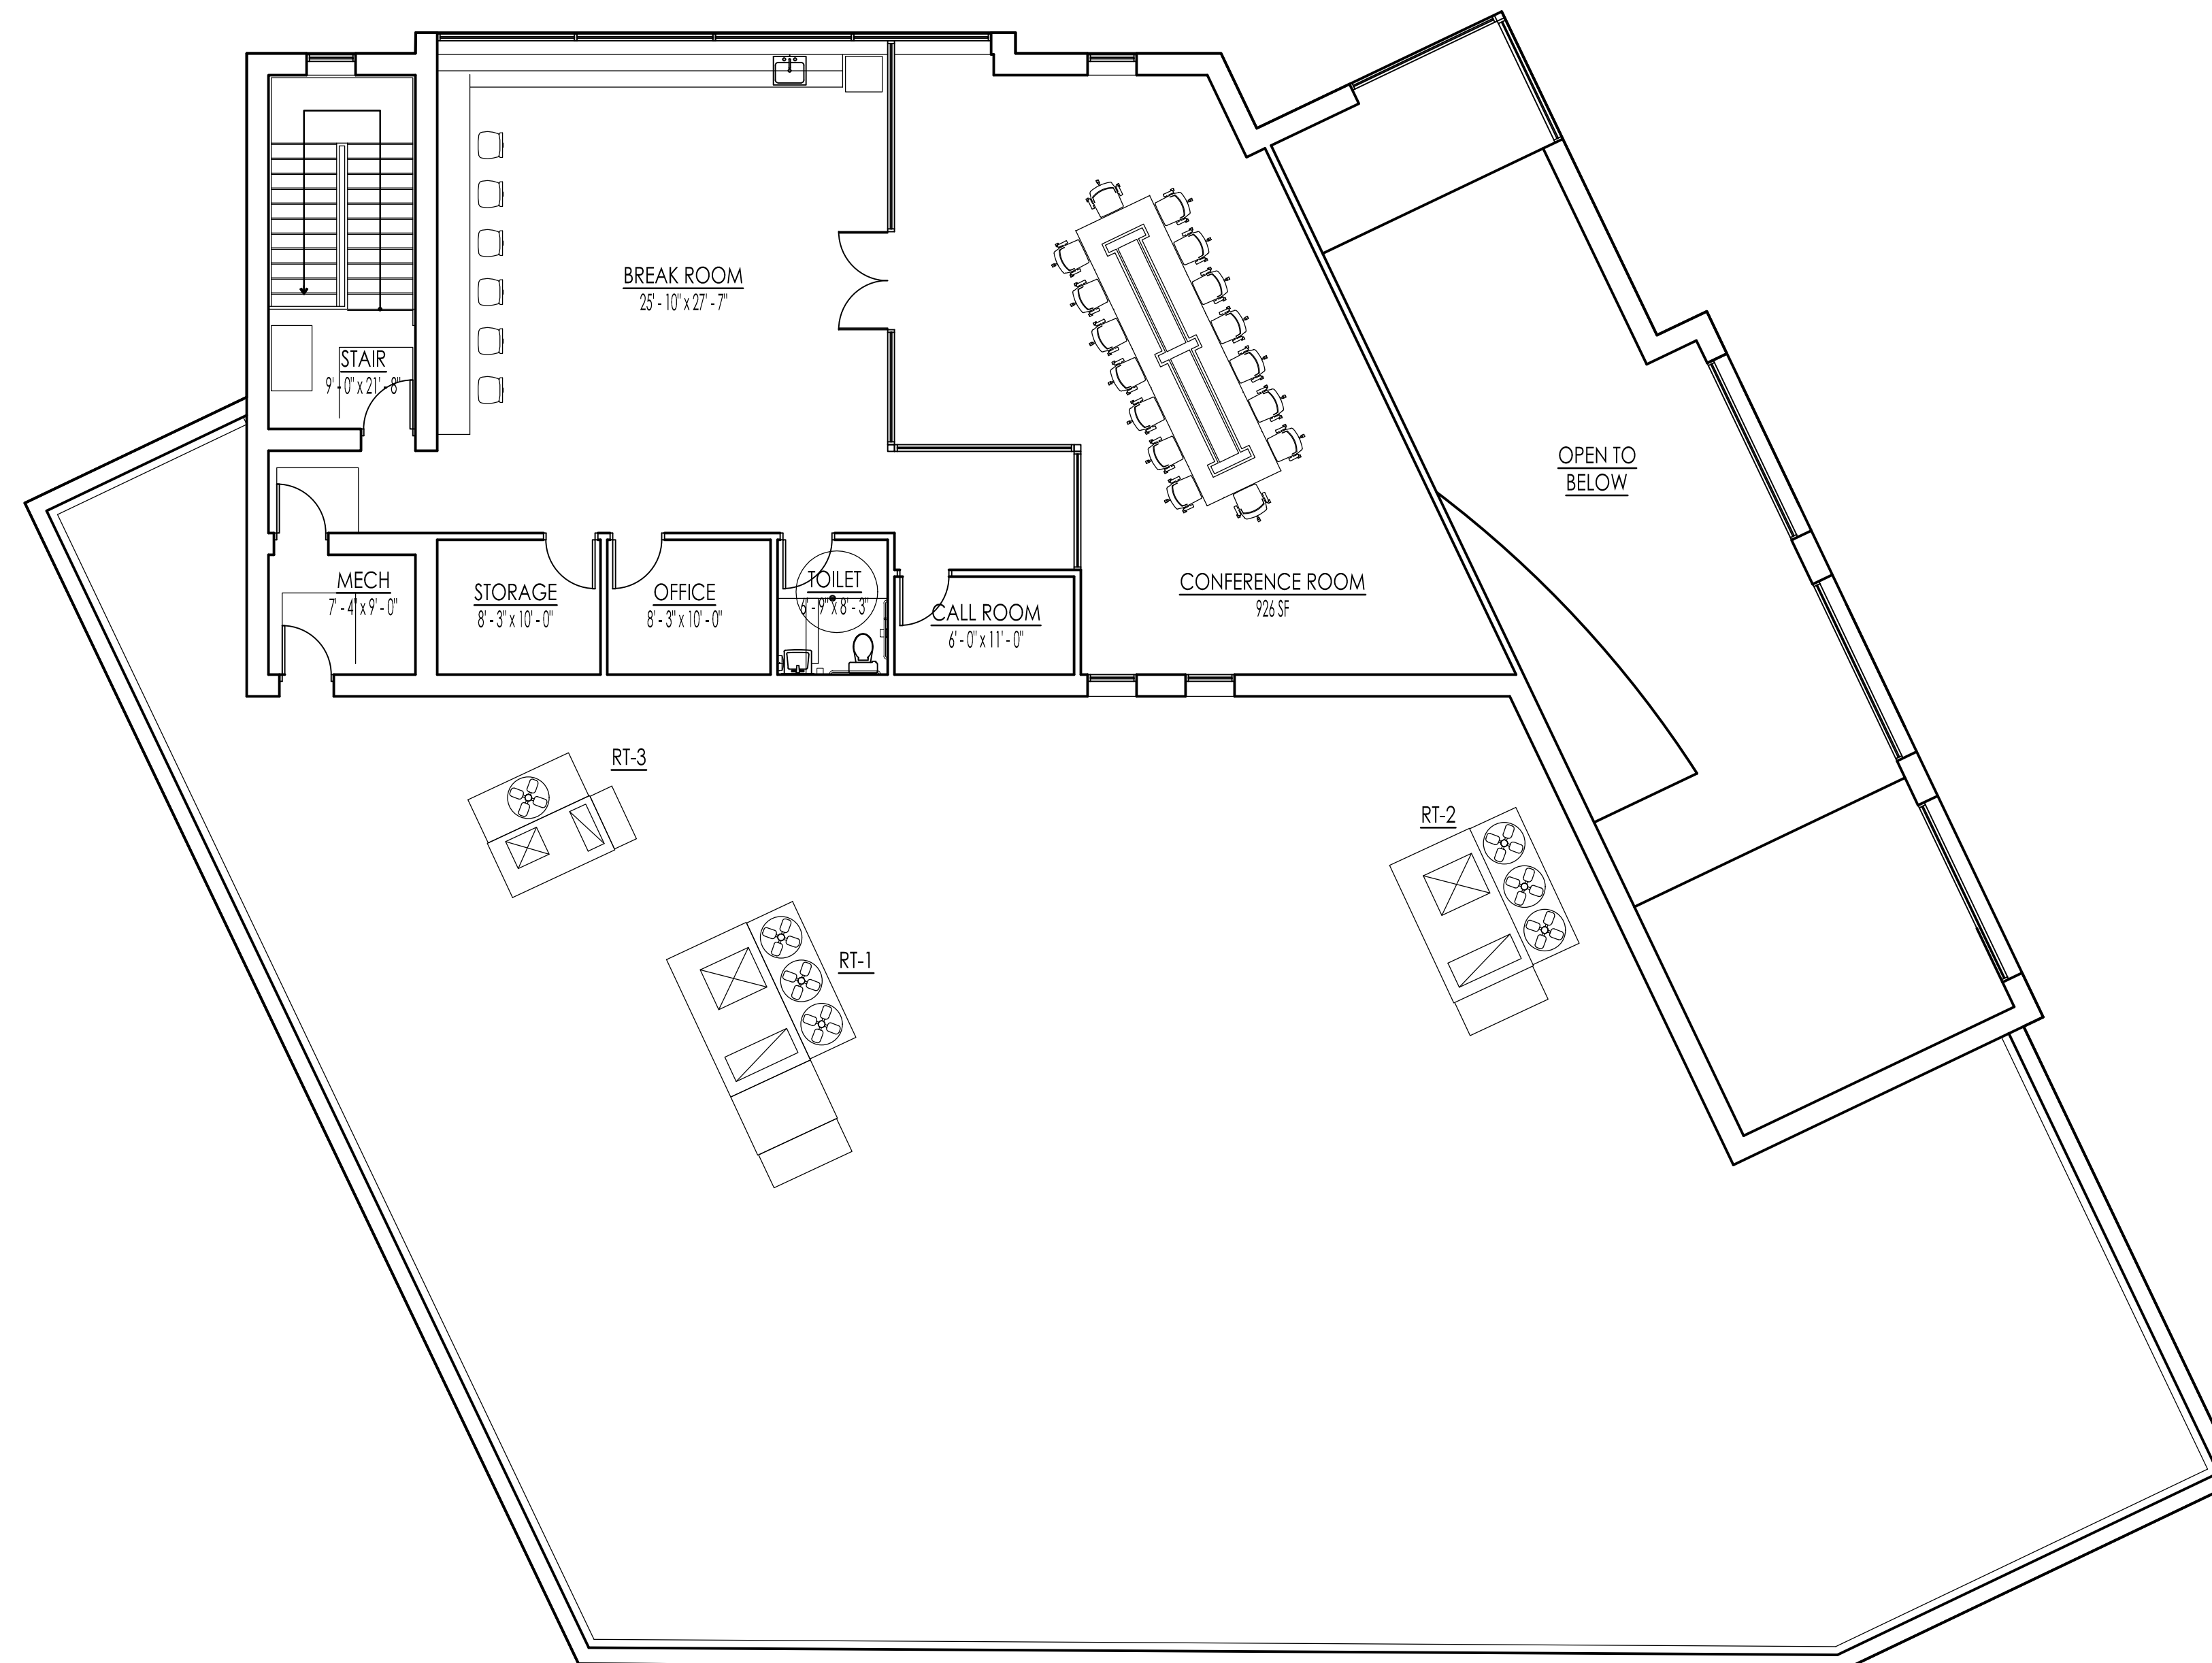 BREAK ROOM
25' - 10" x 27' - 7"
STAIR
9' - 0" x 21' - 8"
OPEN TO
BELOW
MECH
7' - 4" x 9' - 0"
STORAGE
8' - 3" x 10' - 0"
OFFICE
8' - 3" x 10' - 0"
TOILET
6' - 9" x 8' - 3"
CALL ROOM
6' - 0" x 11' - 0"
CONFERENCE ROOM
926 SF
RT-3
RT-2
RT-1